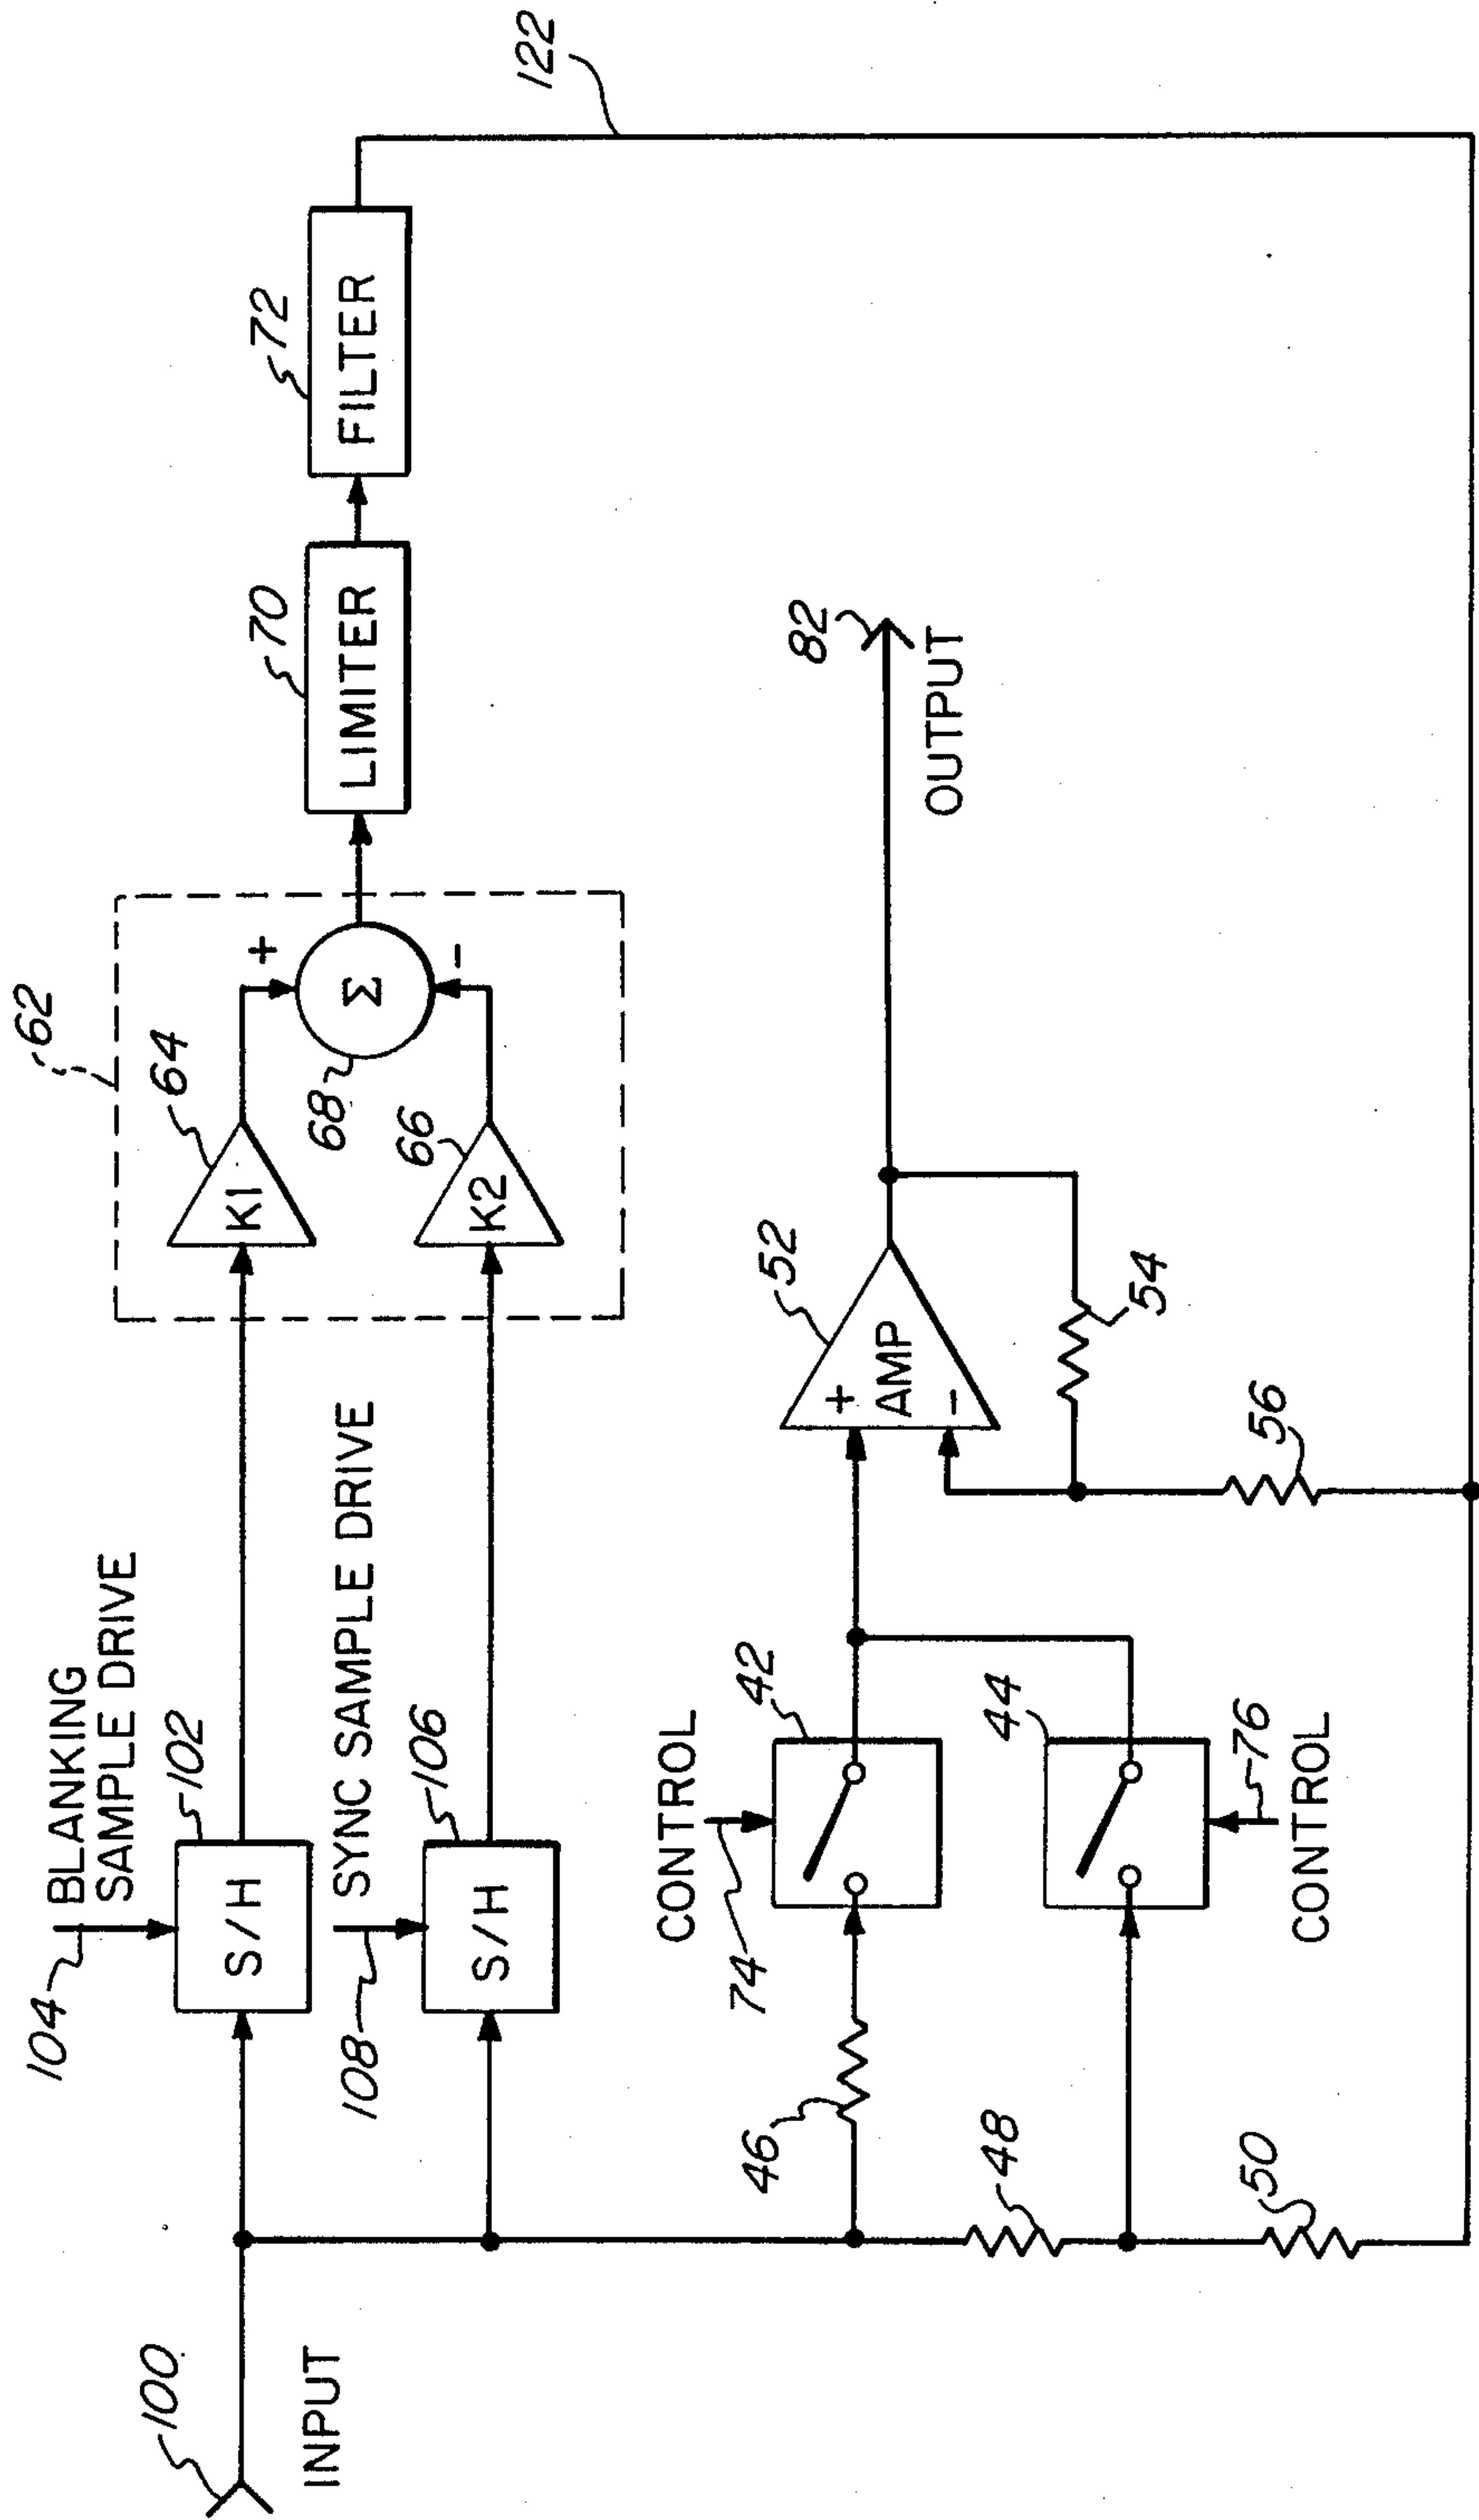 62
64
68
66
K1
K2
Σ
+
-
70
LIMITER
72
FILTER
122
104
BLANKING
SAMPLE DRIVE
102
S/H
108
SYNC SAMPLE DRIVE
106
S/H
100
INPUT
CONTROL
74
42
46
48
50
44
76
CONTROL
52
+
AMP
-
54
56
82
OUTPUT